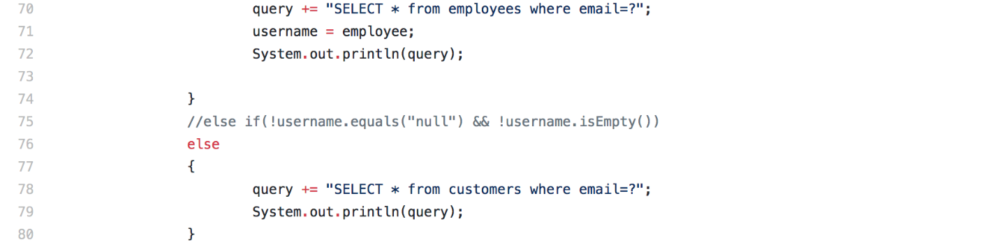 70 query += "SELECT * from employees where email=?";
71 username = employee;
72 System.out.println(query);
73
74 }
75 //else if(!username.equals("null") && !username.isEmpty())
76 else
77 {
78 query += "SELECT * from customers where email=?";
79 System.out.println(query);
80 }